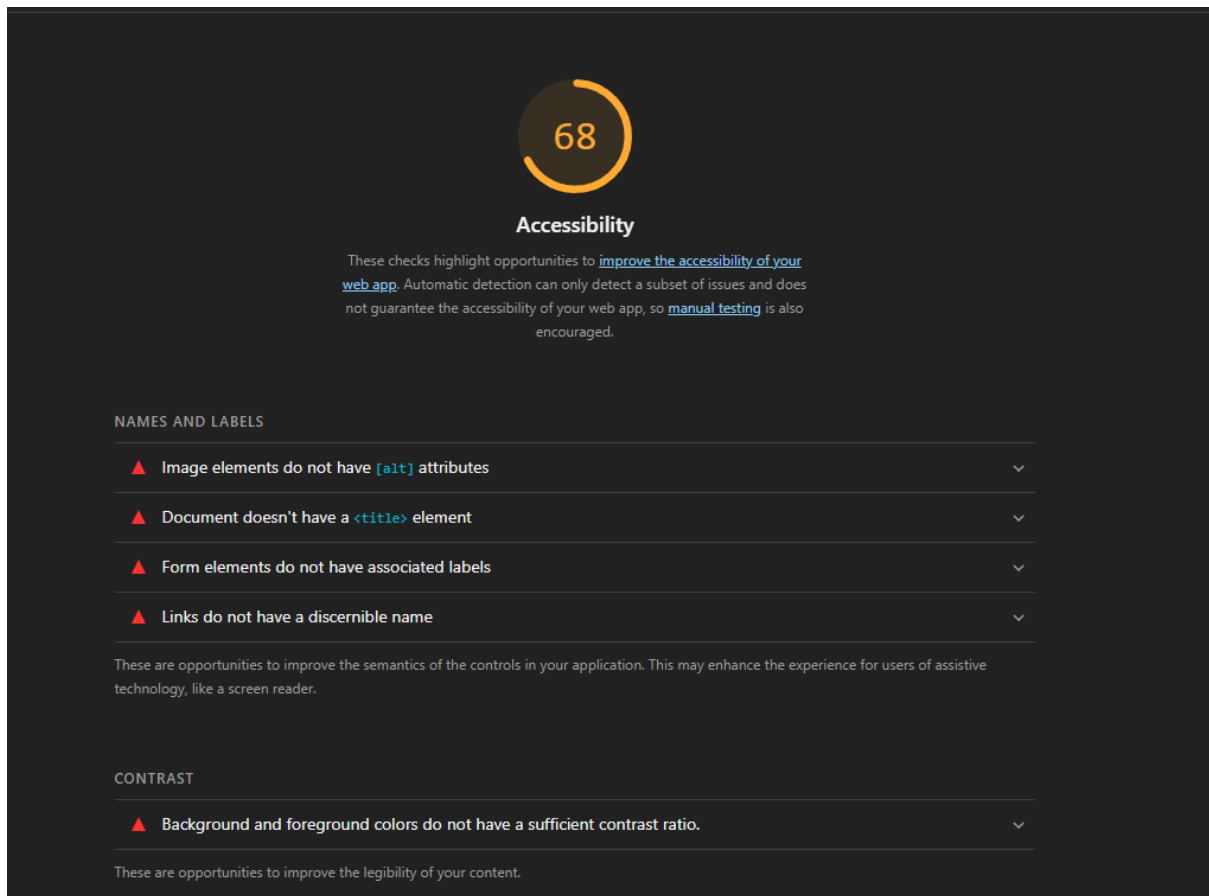 68
Accessibility
These checks highlight opportunities to improve the accessibility of your
web app. Automatic detection can only detect a subset of issues and does
not guarantee the accessibility of your web app, so manual testing is also
encouraged.
NAMES AND LABELS
Image elements do not have [alt] attributes
Document doesn't have a <title> element
Form elements do not have associated labels
Links do not have a discernible name
These are opportunities to improve the semantics of the controls in your application. This may enhance the experience for users of assistive
technology, like a screen reader.
CONTRAST
Background and foreground colors do not have a sufficient contrast ratio.
These are opportunities to improve the legibility of your content.